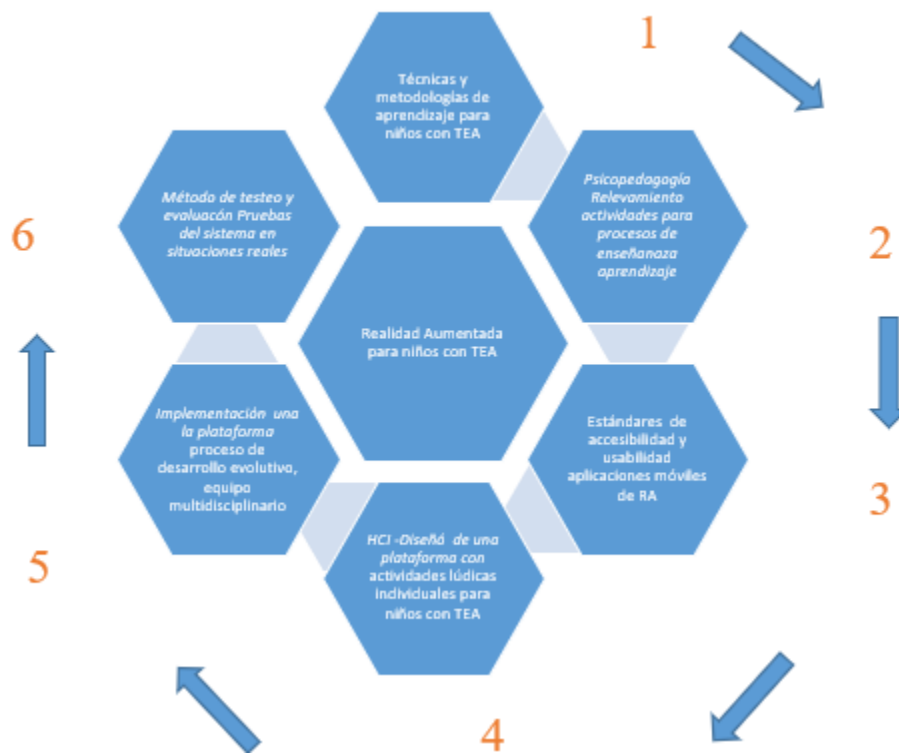 1
Técnicas y
metodologías de
aprendizaje para
niños con TEA
2
Psicopedagogía
Relevamiento
actividades para
procesos de
enseñanaza
aprendizaje
3
Estándares de
accesibilidad y
usabilidad
aplicaciones móviles
de RA
4
HCI -Diseñó de una
plataforma con
actividades lúdicas
individuales para
niños con TEA
5
Implementación una
la plataforma
proceso de
desarrollo evolutivo,
equipo
multidisciplinario
6
Método de testeo y
evaluacón Pruebas
del sistema en
situaciones reales
Realidad Aumentada
para niños con TEA